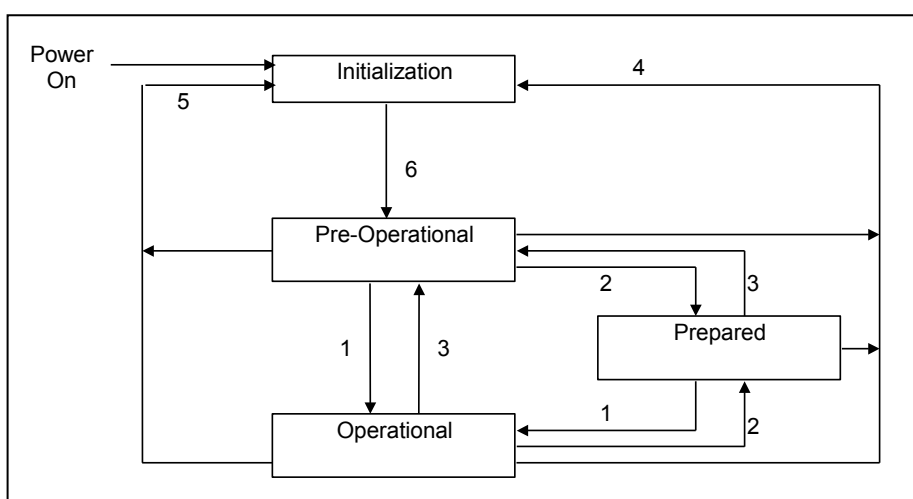 Power
On
Initialization
4
5
6
Pre-Operational
2
3
Prepared
1
3
1
Operational
2